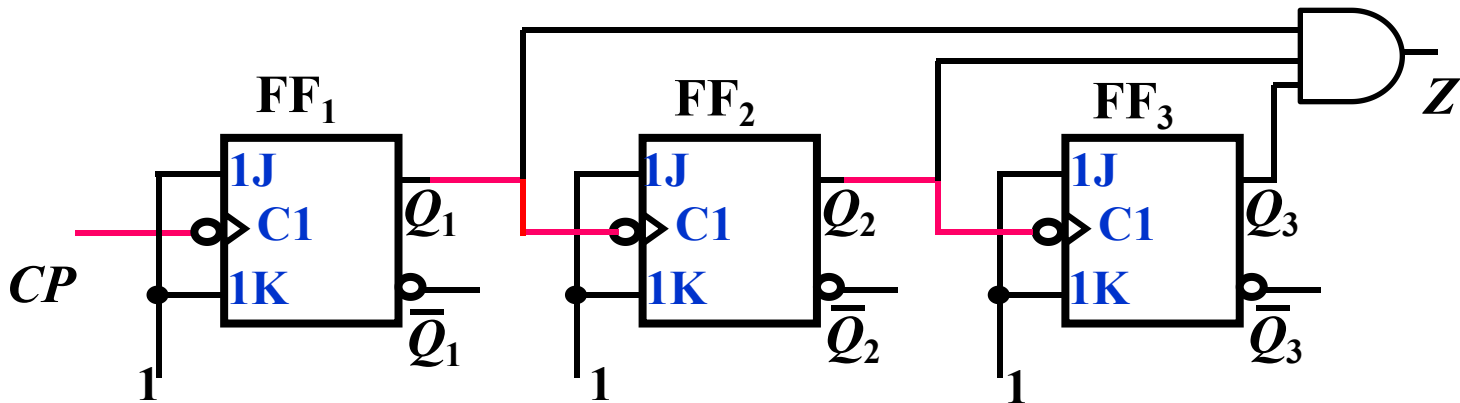 FF₁ FF₂ FF₃ Z
1J 1J 1J
Q₁ Q₂ Q₃
C1 C1 C1
CP
1K 1K 1K
Q̅₁ Q̅₂ Q̅₃
1 1 1